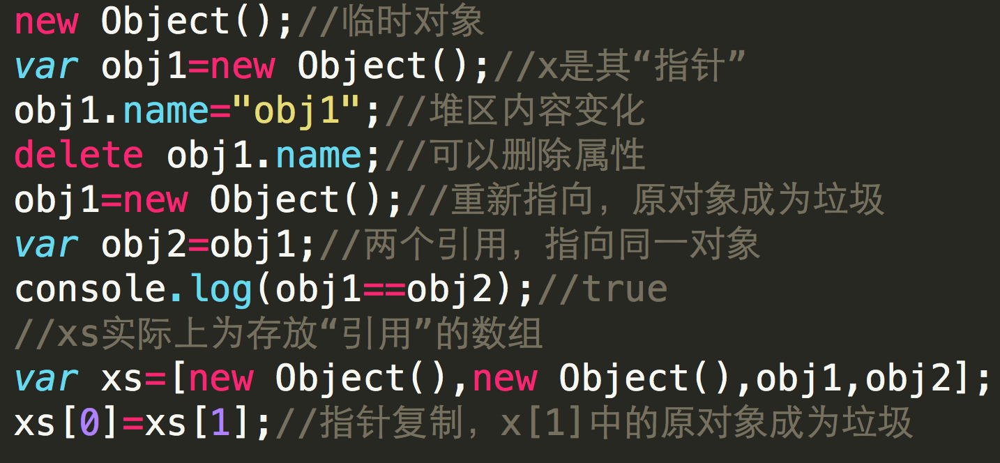 new Object();//临时对象
var obj1=new Object();//x是其“指针”
obj1.name="obj1";//堆区内容变化
delete obj1.name;//可以删除属性
obj1=new Object();//重新指向，原对象成为垃圾
var obj2=obj1;//两个引用，指向同一对象
console.log(obj1==obj2);//true
//xs实际上为存放“引用”的数组
var xs=[new Object(),new Object(),obj1,obj2];
xs[0]=xs[1];//指针复制，x[1]中的原对象成为垃圾